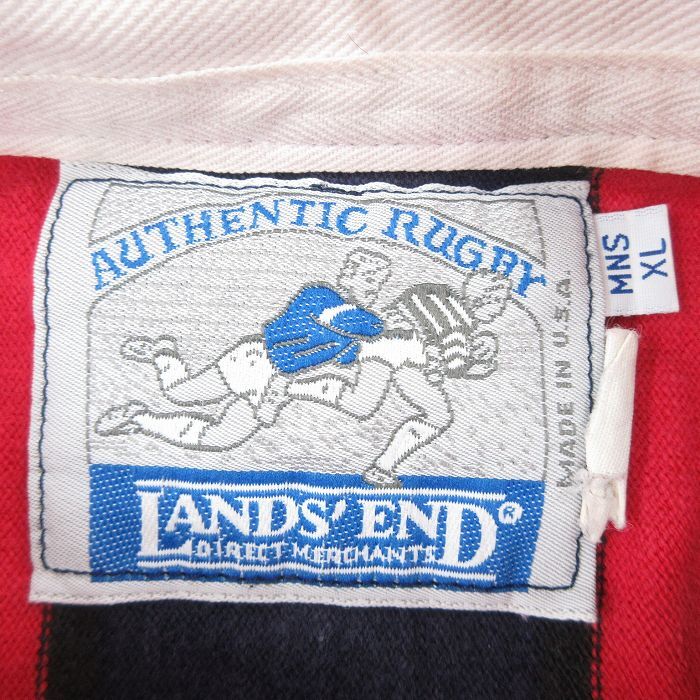 AUTHENTIC RUGBY
MADE IN U.S.A.
LANDS' END®
DIRECT MERCHANTS
MNS
XL